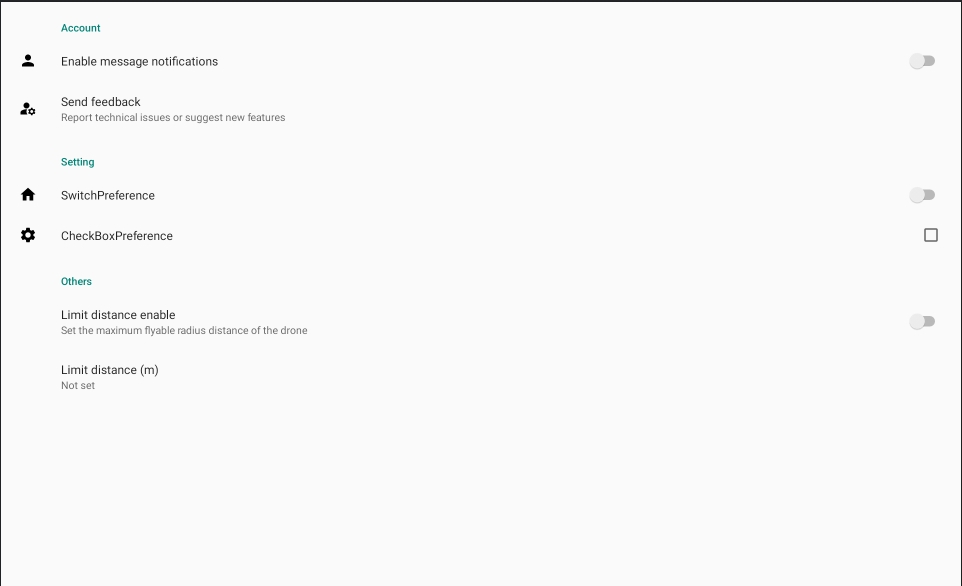 Account
Enable message notifications
Send feedback
Report technical issues or suggest new features
Setting
SwitchPreference
CheckBoxPreference
Others
Limit distance enable
Set the maximum flyable radius distance of the drone
Limit distance (m)
Not set